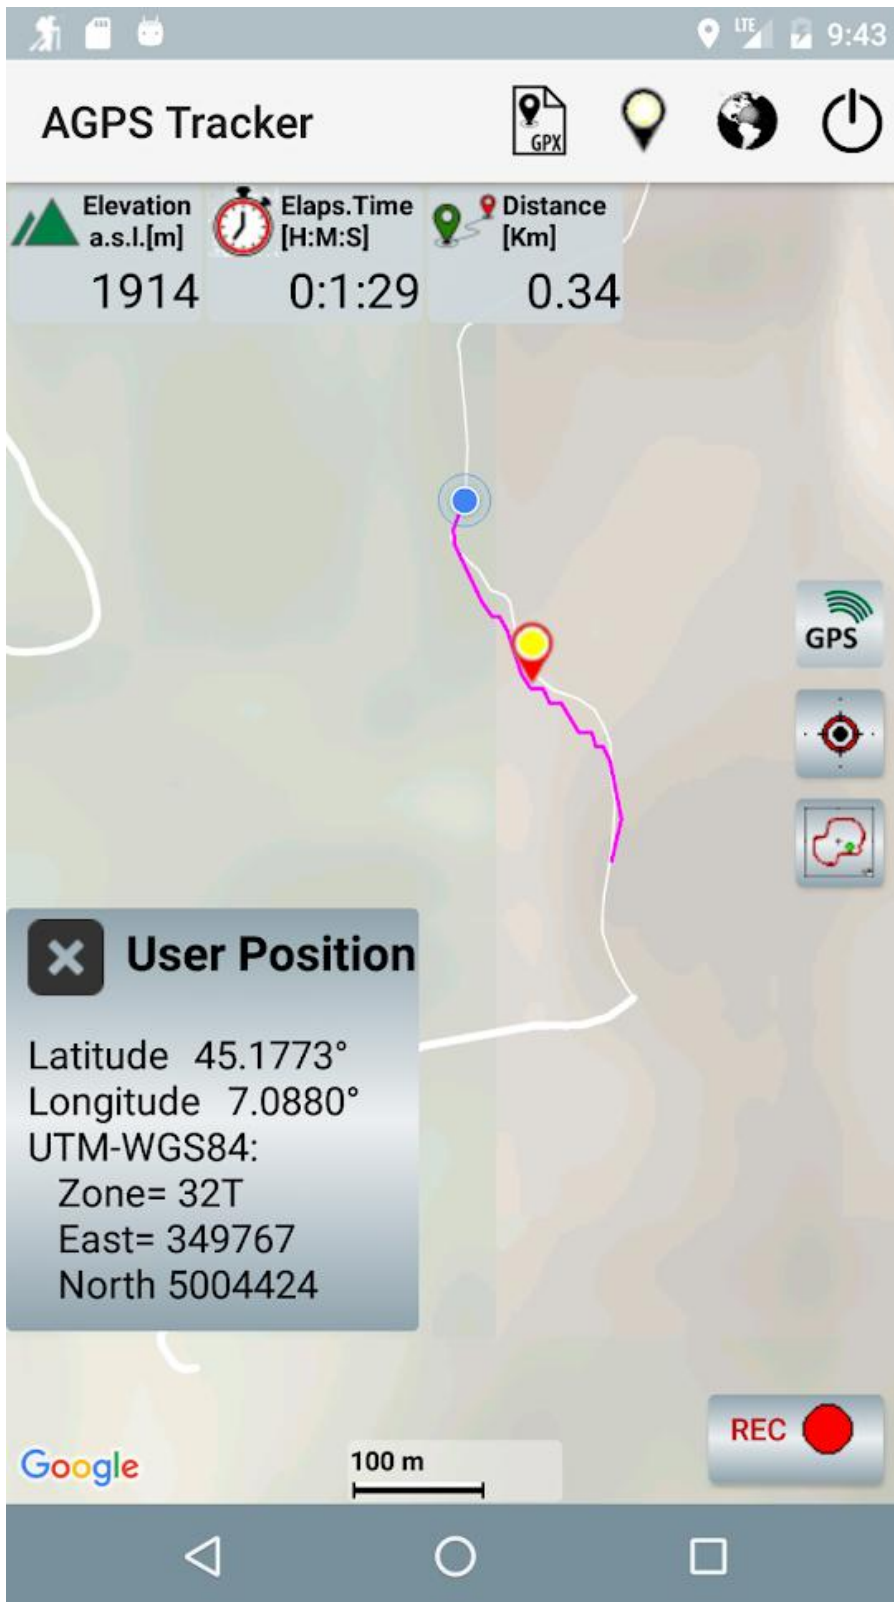 LTE 9:43
AGPS Tracker
GPX
Elevation
a.s.l.[m]
1914
Elaps.Time
[H:M:S]
0:1:29
Distance
[Km]
0.34
GPS
User Position
Latitude 45.1773°
Longitude 7.0880°
UTM-WGS84:
Zone= 32T
East= 349767
North 5004424
REC
Google
100 m